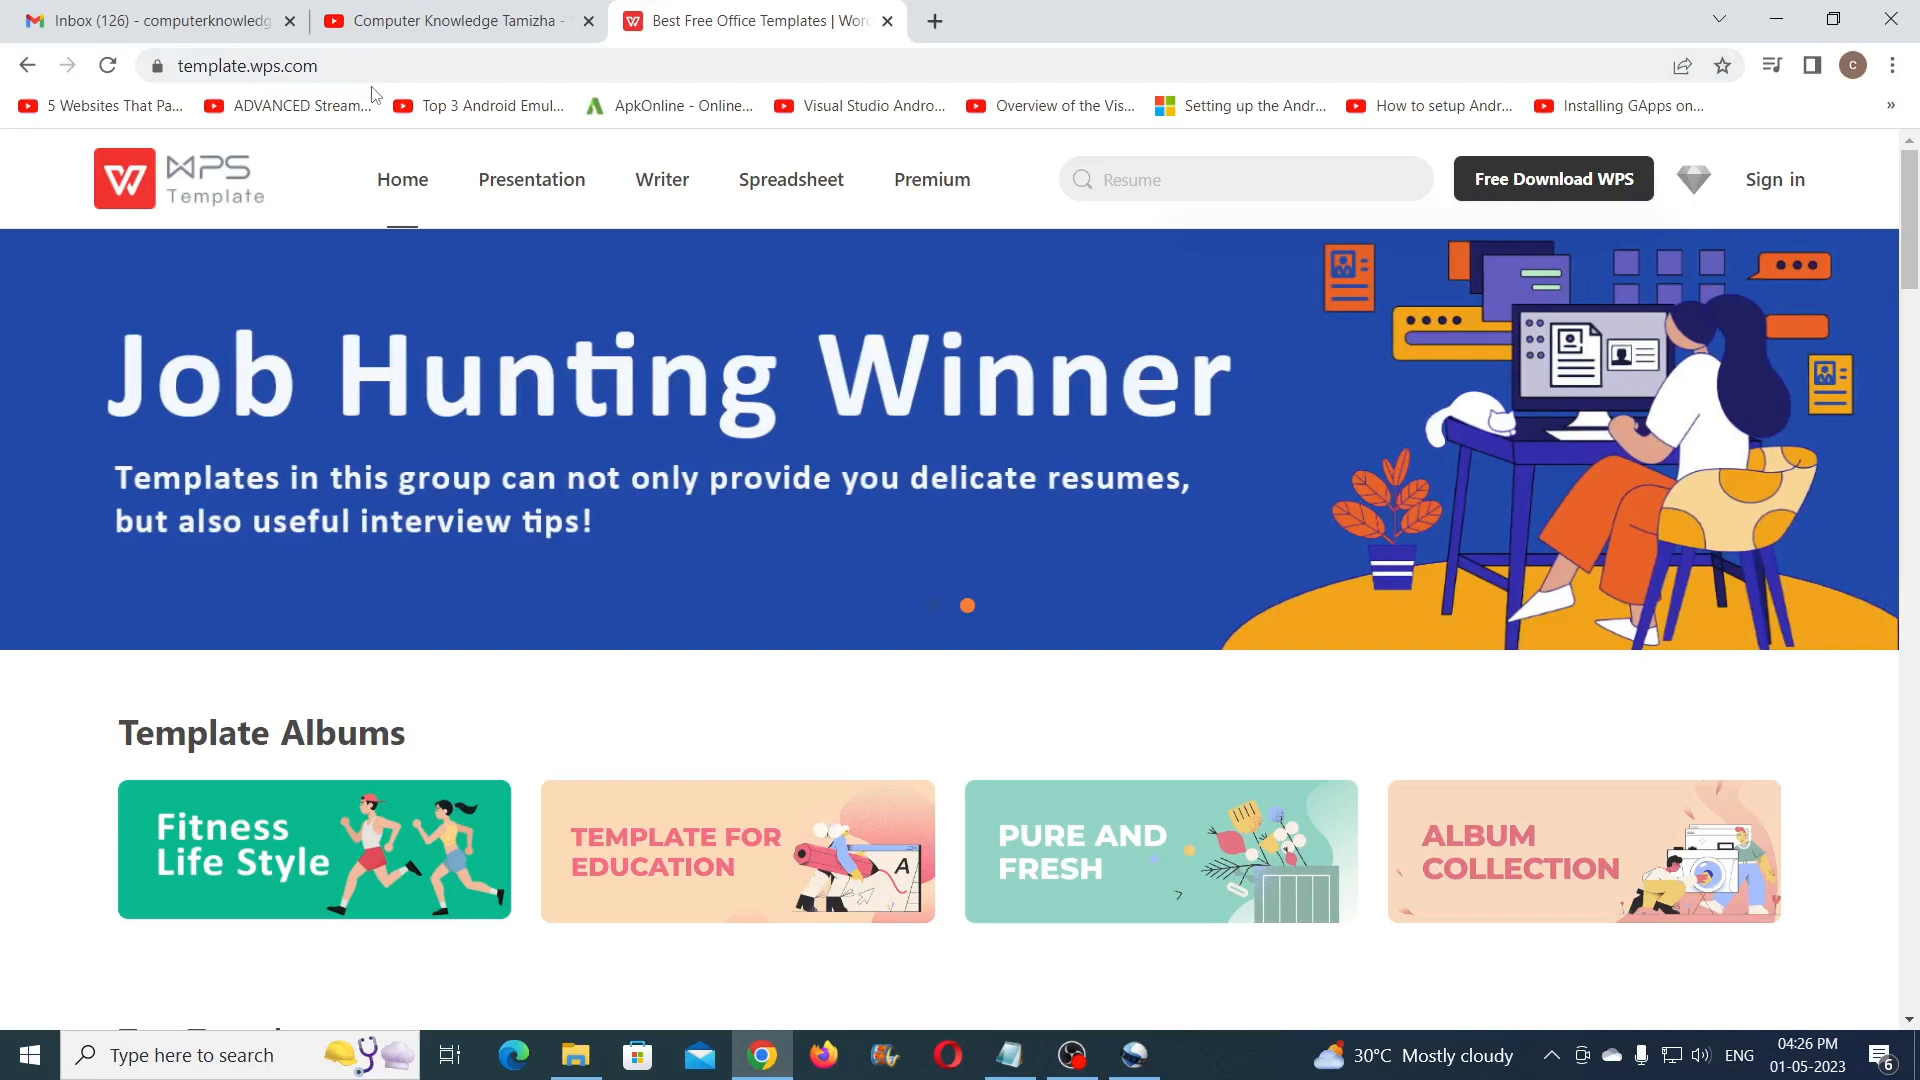 Inbox (126) - computerknowledg
Computer Knowledge Tamizha -
Best Free Office Templates | Word
template.wps.com
C
5 Websites That Pa...
ADVANCED Stream...
Top 3 Android Emul...
ApkOnline - Online...
Visual Studio Andro...
Overview of the Vis...
Setting up the Andr...
How to setup Andr...
Installing GApps on...
»
WPS
Template
Home
Presentation
Writer
Spreadsheet
Premium
Resume
Free Download WPS
Sign in
Job Hunting Winner
Templates in this group can not only provide you delicate resumes,
but also useful interview tips!
Template Albums
Fitness
Life Style
TEMPLATE FOR
EDUCATION
A
PURE AND
FRESH
ALBUM
COLLECTION
Type here to search
30°C Mostly cloudy
ENG
04:26 PM
01-05-2023
6